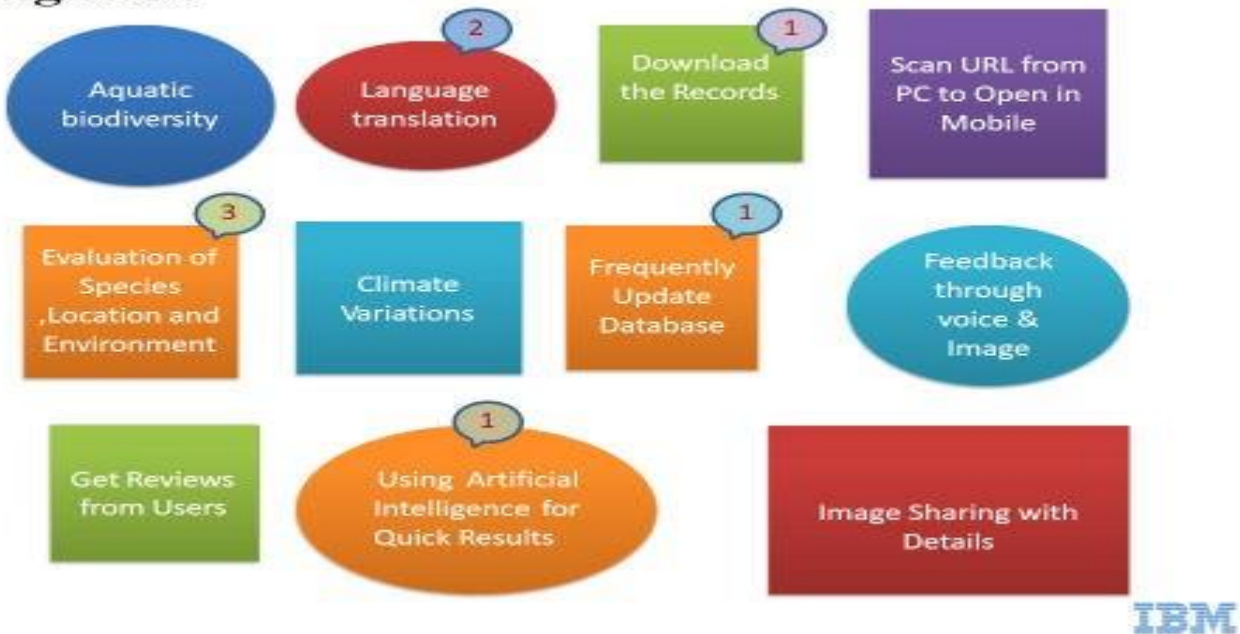 2
1
Aquatic
biodiversity
Language
translation
Download
the Records
Scan URL from
PC to Open in
Mobile
3
1
Evaluation of
Species
,Location and
Environment
Climate
Variations
Frequently
Update
Database
Feedback
through
voice &
Image
1
Get Reviews
from Users
Using Artificial
Intelligence for
Quick Results
Image Sharing with
Details
IBM